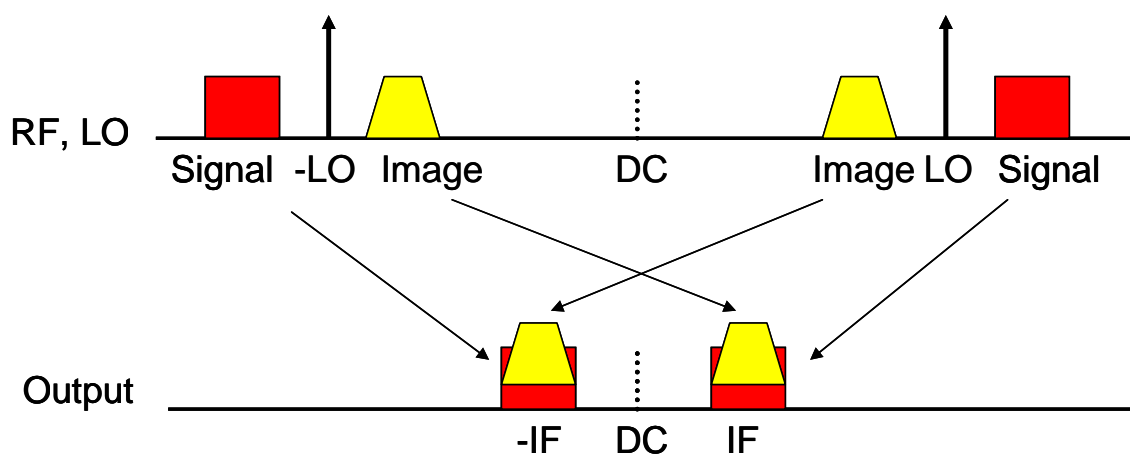 RF, LO
Signal -LO Image DC Image LO Signal
Output
-IF DC IF